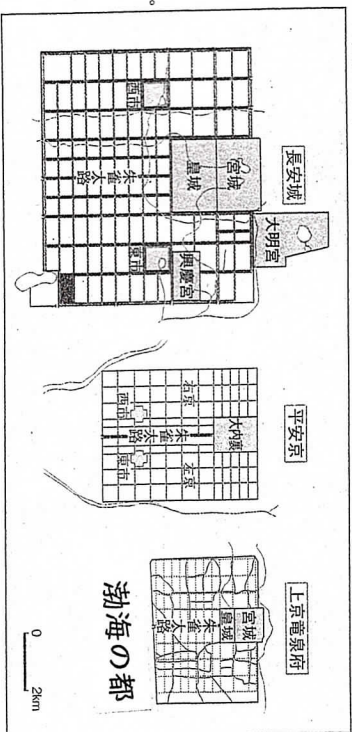 長安城
大明宮
宮城
皇城
興慶宮
西市
朱雀大路
東市
平安京
大内裏
右京
左京
西市
朱雀大路
東市
上京竜泉府
宮城
皇城
朱雀大路
渤海の都
0 2km